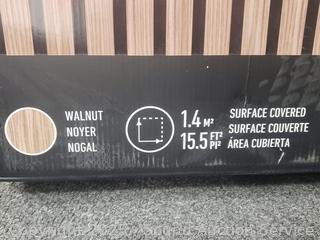 WALNUT
NOYER
NOGAL
1.4 M²
15.5 FT² PI²
SURFACE COVERED
SURFACE COUVERTE
ÁREA CUBIERTA